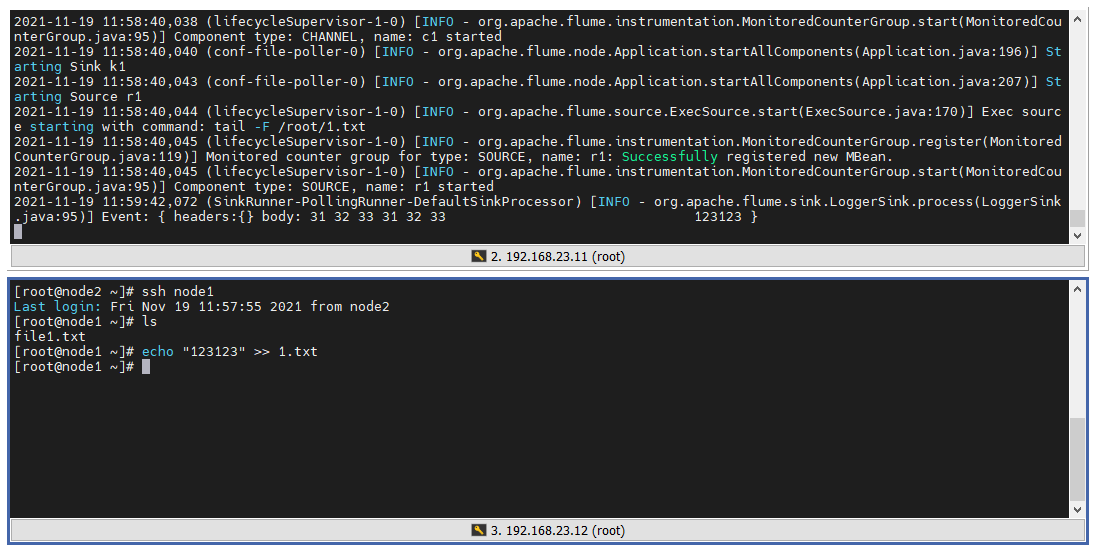 2021-11-19 11:58:40,038 (lifecycleSupervisor-1-0) [INFO - org.apache.flume.instrumentation.MonitoredCounterGroup.start(MonitoredCou
nterGroup.java:95)] Component type: CHANNEL, name: c1 started
2021-11-19 11:58:40,040 (conf-file-poller-0) [INFO - org.apache.flume.node.Application.startAllComponents(Application.java:196)] St
arting Sink k1
2021-11-19 11:58:40,043 (conf-file-poller-0) [INFO - org.apache.flume.node.Application.startAllComponents(Application.java:207)] St
arting Source r1
2021-11-19 11:58:40,044 (lifecycleSupervisor-1-0) [INFO - org.apache.flume.source.ExecSource.start(ExecSource.java:170)] Exec sourc
e starting with command: tail -F /root/1.txt
2021-11-19 11:58:40,045 (lifecycleSupervisor-1-0) [INFO - org.apache.flume.instrumentation.MonitoredCounterGroup.register(Monitored
CounterGroup.java:119)] Monitored counter group for type: SOURCE, name: r1: Successfully registered new MBean.
2021-11-19 11:58:40,045 (lifecycleSupervisor-1-0) [INFO - org.apache.flume.instrumentation.MonitoredCounterGroup.start(MonitoredCou
nterGroup.java:95)] Component type: SOURCE, name: r1 started
2021-11-19 11:59:42,072 (SinkRunner-PollingRunner-DefaultSinkProcessor) [INFO - org.apache.flume.sink.LoggerSink.process(LoggerSink
.java:95)] Event: { headers:{} body: 31 32 33 31 32 33                               123123 }
2. 192.168.23.11 (root)
[root@node2 ~]# ssh node1
Last login: Fri Nov 19 11:57:55 2021 from node2
[root@node1 ~]# ls
file1.txt
[root@node1 ~]# echo "123123" >> 1.txt
[root@node1 ~]#
3. 192.168.23.12 (root)